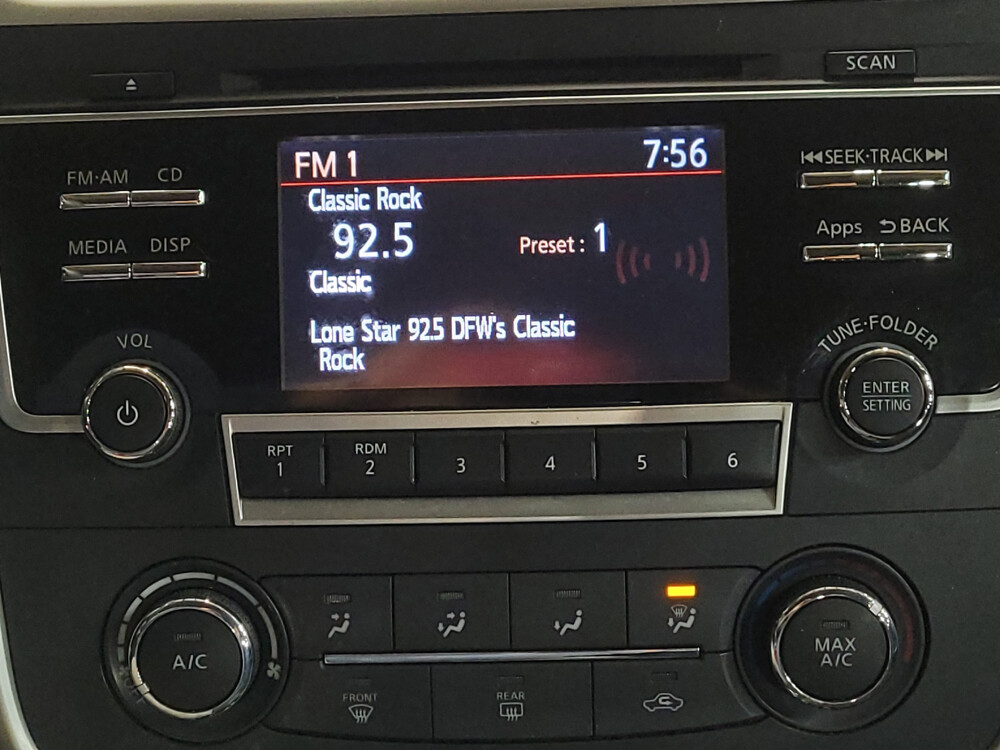 SCAN
FM 1 7:56
Classic Rock
92.5 Preset : 1
Classic
Lone Star 92.5 DFW's Classic
Rock
FM·AM CD
MEDIA DISP
VOL
SEEK·TRACK
Apps BACK
TUNE·FOLDER
ENTER
SETTING
RPT RDM
1 2 3 4 5 6
A/C
MAX
A/C
FRONT REAR